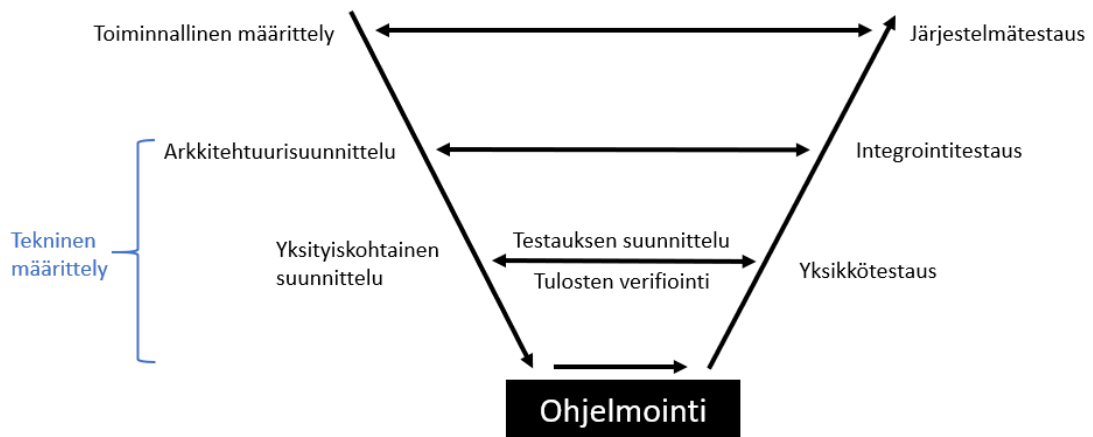 Toiminnallinen määrittely
Järjestelmätestaus
Arkkitehtuurisuunnittelu
Integrointitestaus
Tekninen
määrittely
Yksityiskohtainen
suunnittelu
Testauksen suunnittelu
Tulosten verifiointi
Yksikkötestaus
Ohjelmointi